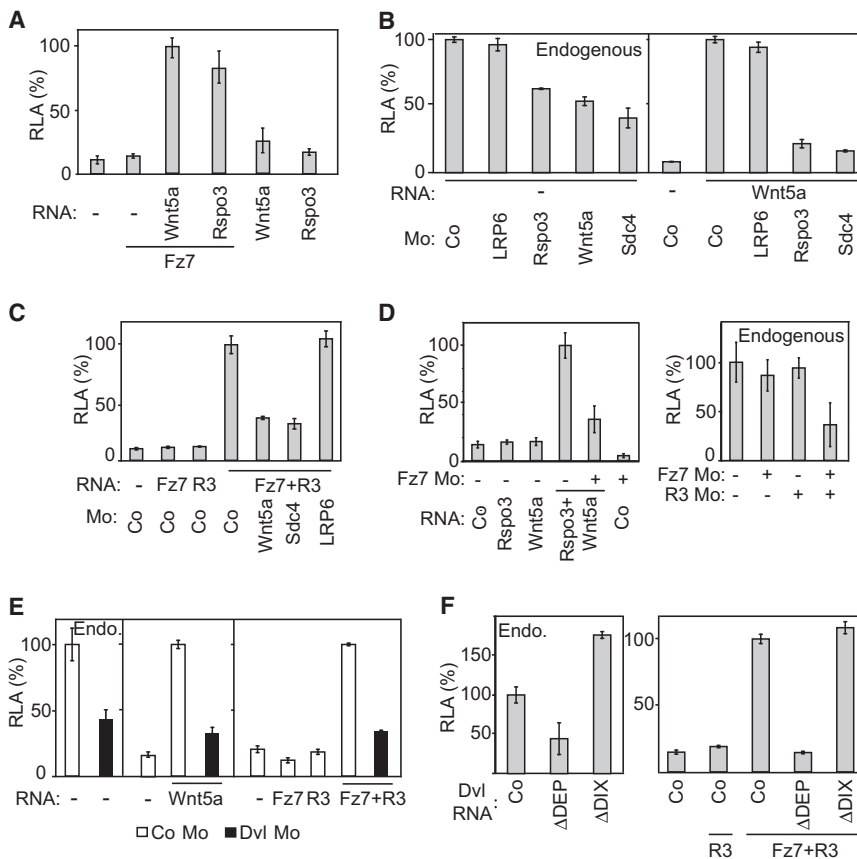 A
RLA (%)
100
50
0
RNA: - - Wnt5a Rspo3 Wnt5a Rspo3
Fz7
B
RLA (%)
100
50
0
Endogenous
RNA: - - Wnt5a
Mo: Co LRP6 Rspo3 Wnt5a Sdc4 Co Co LRP6 Rspo3 Sdc4
C
RLA (%)
100
50
0
RNA: - Fz7 R3 Fz7+R3
Mo: Co Co Co Co Wnt5a Sdc4 LRP6
D
RLA (%)
100
50
0
Fz7 Mo: - - - - + +
RNA: Co Rspo3 Wnt5a Rspo3+ Wnt5a Co
RLA (%)
100
50
0
Endogenous
Fz7 Mo: - + - +
R3 Mo: - - + +
E
RLA (%)
100
50
0
Endo.
RNA: - - - Wnt5a - Fz7 R3 Fz7+R3
Co Mo Dvl Mo
F
RLA (%)
150
100
50
Endo.
Dvl RNA: Co ΔDEP ΔDIX
RLA (%)
100
50
Co Co Co ΔDEP ΔDIX
R3 Fz7+R3